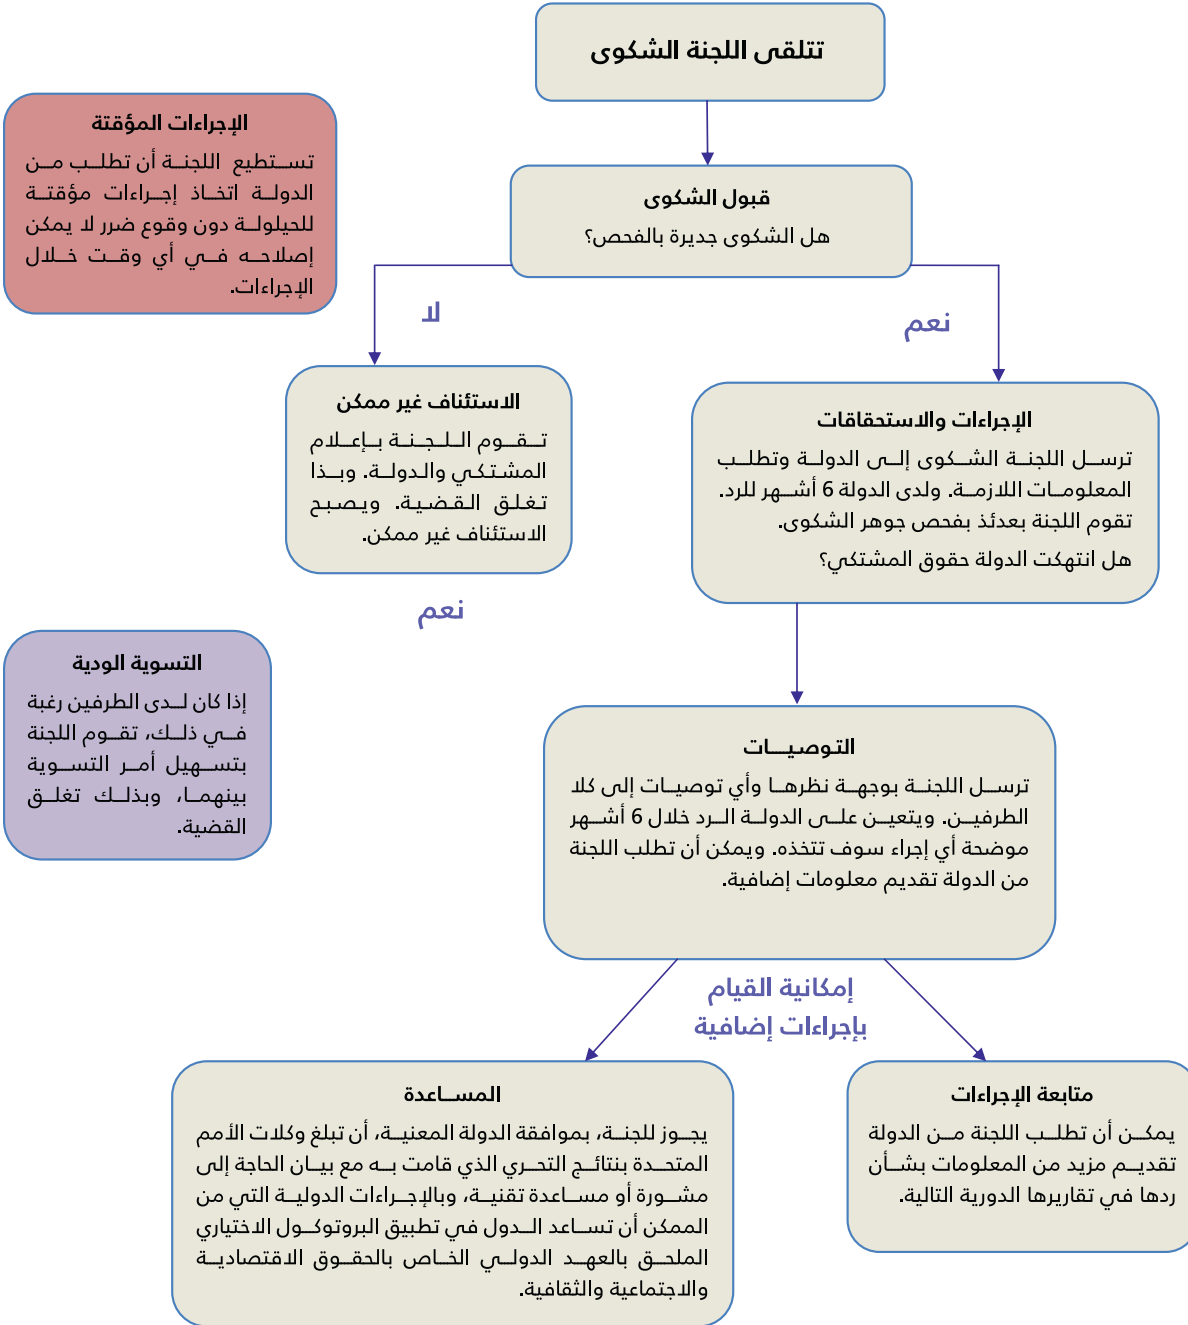 تتلقى اللجنة الشكوى
الإجراءات المؤقتة
تستطيع اللجنة أن تطلب من
الدولة اتخاذ إجراءات مؤقتة
للحيلولة دون وقوع ضرر لا يمكن
إصلاحه في أي وقت خلال
الإجراءات.
قبول الشكوى
هل الشكوى جديرة بالفحص؟
نعم
لا
الإجراءات والاستحقاقات
ترسل اللجنة الشكوى إلى الدولة وتطلب
المعلومات اللازمة. ولدى الدولة 6 أشهر للرد.
تقوم اللجنة بعدئذ بفحص جوهر الشكوى.
هل انتهكت الدولة حقوق المشتكي؟
الاستئناف غير ممكن
تقوم اللجنة بإعلام
المشتكي والدولة. وبذا
تغلق القضية. ويصبح
الاستئناف غير ممكن.
نعم
التسوية الودية
إذا كان لدى الطرفين رغبة
في ذلك، تقوم اللجنة
بتسهيل أمر التسوية
بينهما، وبذلك تغلق
القضية.
التوصيات
ترسل اللجنة بوجهة نظرها وأي توصيات إلى كلا
الطرفين. ويتعين على الدولة الرد خلال 6 أشهر
موضحة أي إجراء سوف تتخذه. ويمكن أن تطلب اللجنة
من الدولة تقديم معلومات إضافية.
إمكانية القيام
بإجراءات إضافية
متابعة الإجراءات
يمكن أن تطلب اللجنة من الدولة
تقديم مزيد من المعلومات بشأن
ردها في تقاريرها الدورية التالية.
المساعدة
يجوز للجنة، بموافقة الدولة المعنية، أن تبلغ وكلات الأمم
المتحدة بنتائج التحري الذي قامت به مع بيان الحاجة إلى
مشورة أو مساعدة تقنية، وبالإجراءات الدولية التي من
الممكن أن تساعد الدول في تطبيق البروتوكول الاختياري
الملحق بالعهد الدولي الخاص بالحقوق الاقتصادية
والاجتماعية والثقافية.